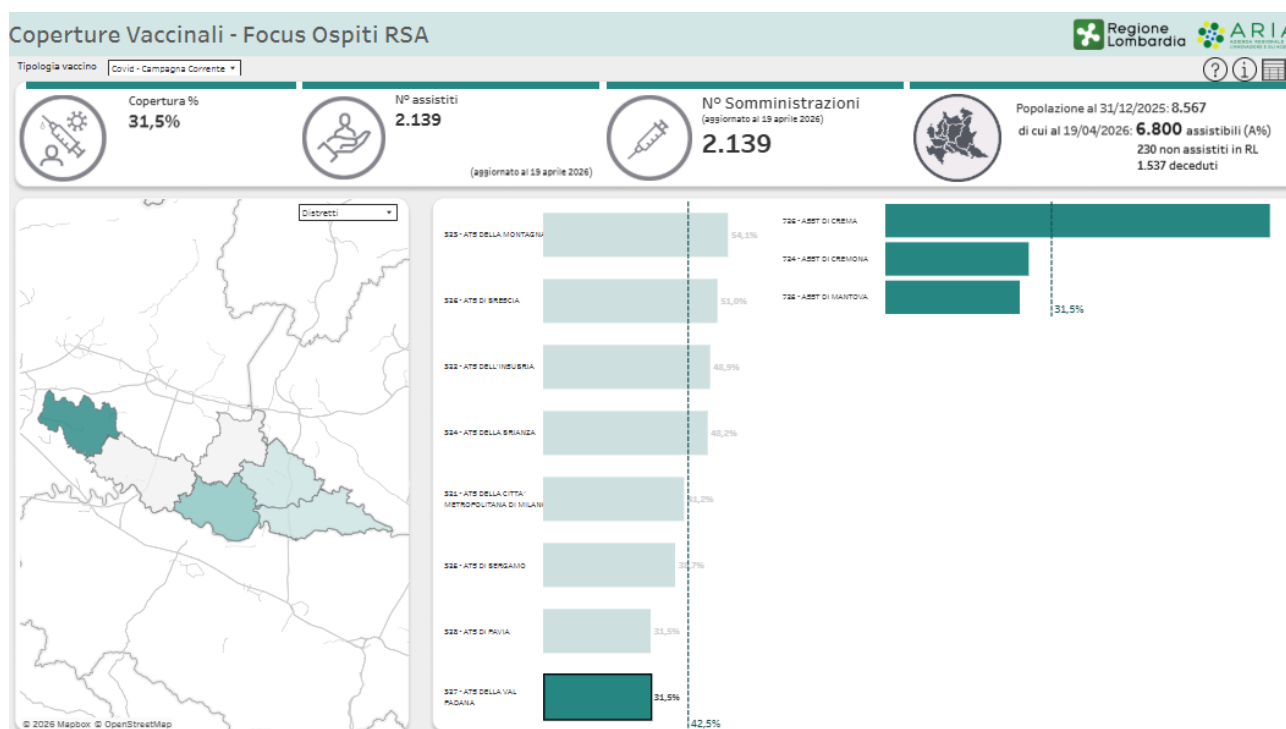 Coperture Vaccinali - Focus Ospiti RSA
Regione
Lombardia
ARIA
Tipologia vaccino
Covid - Campagna Corrente
?
i
Copertura %
31,5%
N° assistiti
2.139
(aggiornato al 19 aprile 2026)
N° Somministrazioni
(aggiornato al 19 aprile 2026)
2.139
Popolazione al 31/12/2025: 8.567
di cui al 19/04/2026: 6.800 assistibili (A%)
230 non assistiti in RL
1.537 deceduti
Distretti
© 2026 Mapbox © OpenStreetMap
325 - ATS DELLA MONTAGNA
54,1%
326 - ATS DI BRESCIA
51,0%
322 - ATS DELL'INSUBRIA
48,9%
324 - ATS DELLA BRIANZA
48,2%
321 - ATS DELLA CITTA'
METROPOLITANA DI MILANO
41,2%
ATS DI BERGAMO
328 - ATS DI PAVIA
31,5%
327 - ATS DELLA VAL
PADANA
31,5%
42,5%
ASST DI CREMA
ASST DI CREMONA
ASST DI MANTOVA
31,5%